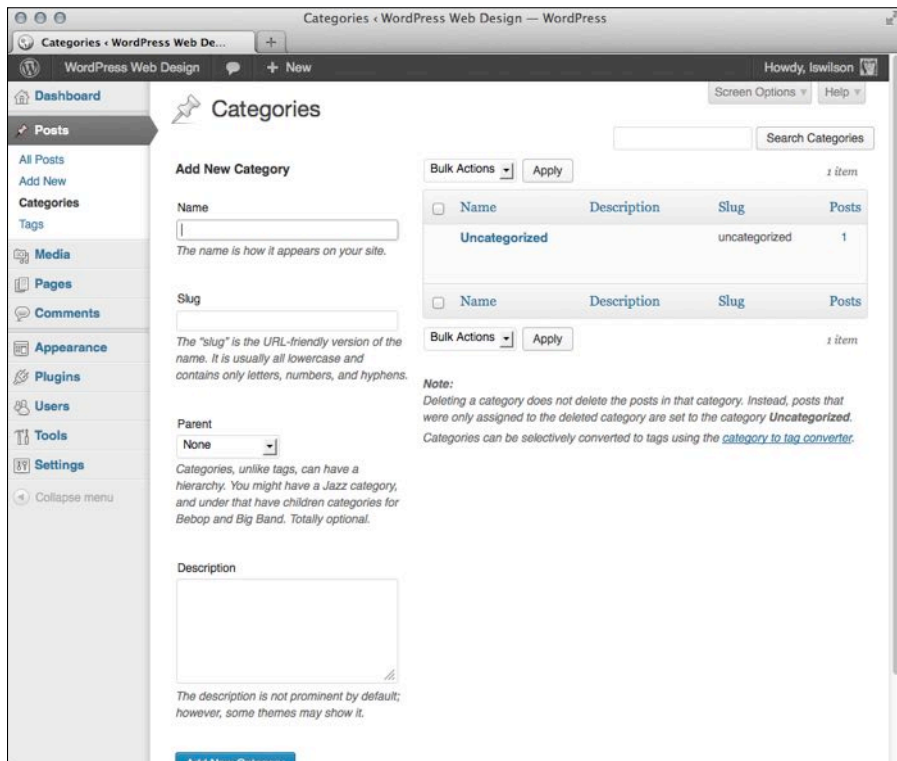 Categories ‹ WordPress Web Design — WordPress
Categories ‹ WordPress Web De...
WordPress Web Design
+ New
Howdy, lswilson
Dashboard
Posts
All Posts
Add New
Categories
Tags
Media
Pages
Comments
Appearance
Plugins
Users
Tools
Settings
Collapse menu
Screen Options
Help
Categories
Search Categories
Add New Category
Name
The name is how it appears on your site.
Slug
The “slug” is the URL-friendly version of the
name. It is usually all lowercase and
contains only letters, numbers, and hyphens.
Parent
None
Categories, unlike tags, can have a
hierarchy. You might have a Jazz category,
and under that have children categories for
Bebop and Big Band. Totally optional.
Description
The description is not prominent by default;
however, some themes may show it.
Add New Category
Bulk Actions Apply 1 item
Name Description Slug Posts
Uncategorized uncategorized 1
Name Description Slug Posts
Bulk Actions Apply 1 item
Note:
Deleting a category does not delete the posts in that category. Instead, posts that
were only assigned to the deleted category are set to the category Uncategorized.
Categories can be selectively converted to tags using the category to tag converter.